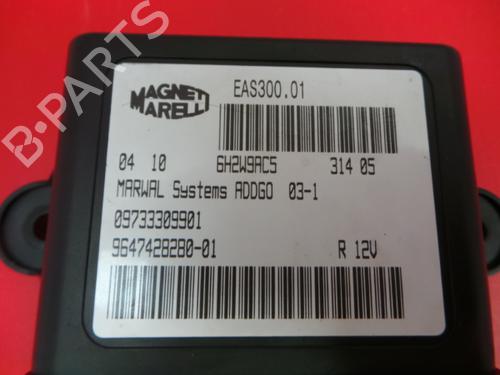 B-PARTS
MAGNETI MARELLI
EAS300.01
04 10 6H2W9AC5 314 05
MARWAL Systems ADDGO 03-1
09733309901
9647428280-01 R 12V